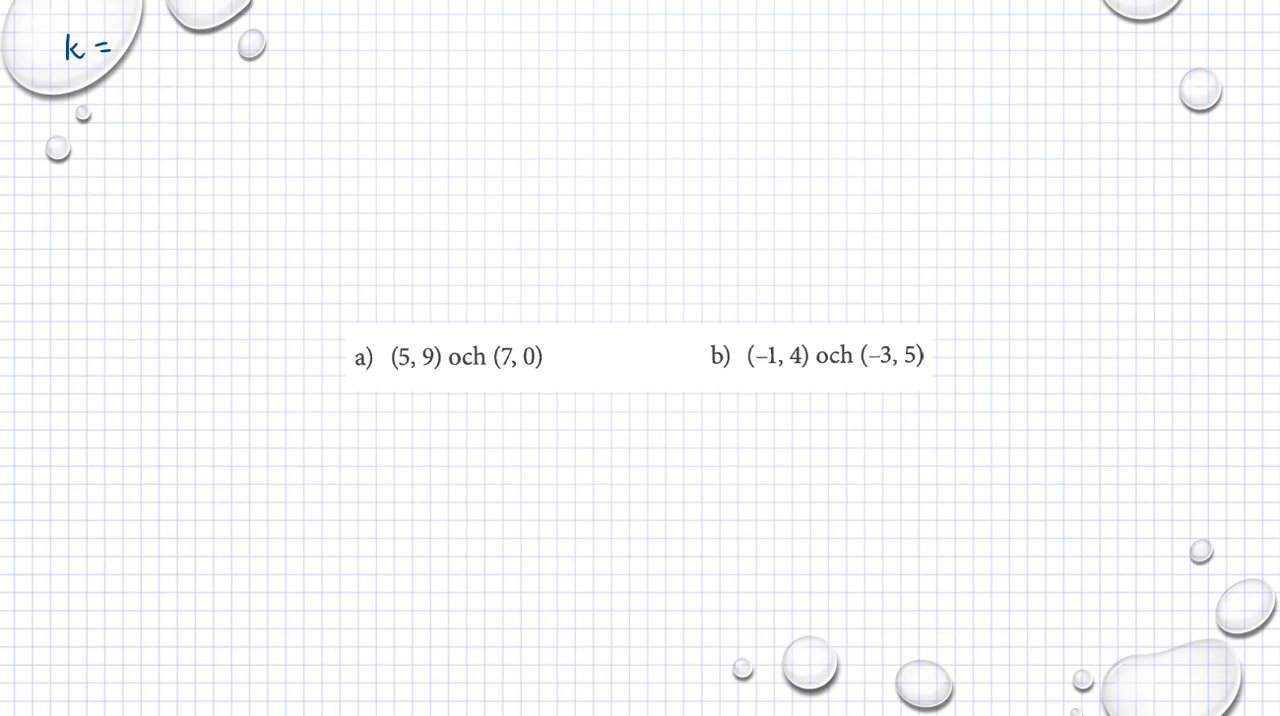 k =
a) (5, 9) och (7, 0)
b) (–1, 4) och (–3, 5)